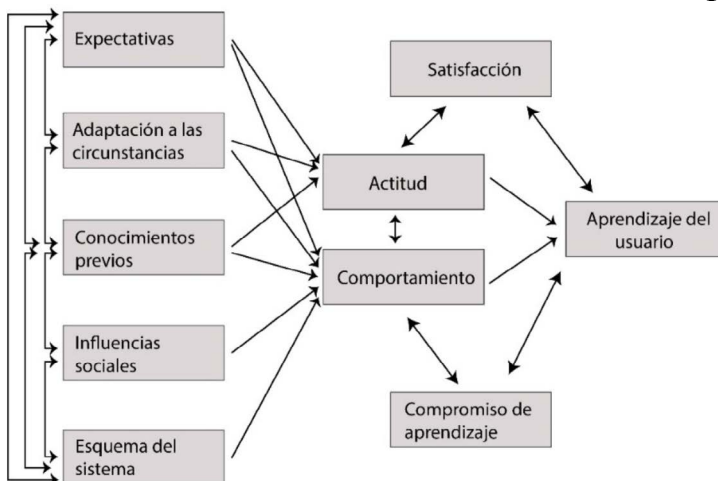 Expectativas
Adaptación a las
circunstancias
Conocimientos
previos
Influencias
sociales
Esquema del
sistema
Actitud
Comportamiento
Satisfacción
Compromiso de
aprendizaje
Aprendizaje del
usuario